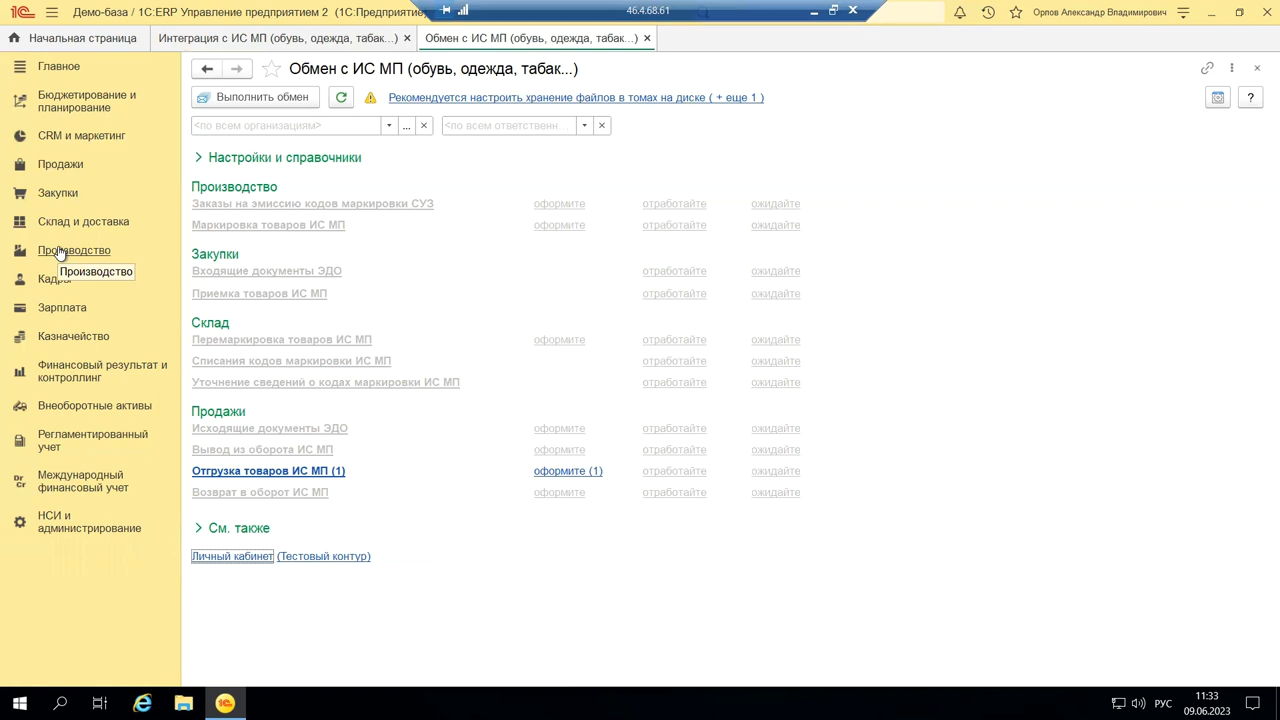 Демо-база / 1С:ERP Управление предприятием 2 (1С:Предприятие
46.4.68.61
Орлов Александр Владимирович
Начальная страница
Интеграция с ИС МП (обувь, одежда, табак...)
Обмен с ИС МП (обувь, одежда, табак...)
Главное
Бюджетирование и планирование
CRM и маркетинг
Продажи
Закупки
Склад и доставка
Производство
Производство
Кадры
Зарплата
Казначейство
Финансовый результат и контроллинг
Внеоборотные активы
Регламентированный учет
Международный финансовый учет
НСИ и администрирование
Обмен с ИС МП (обувь, одежда, табак...)
Выполнить обмен
Рекомендуется настроить хранение файлов в томах на диске ( + еще 1 )
?
<по всем организациям> ...
<по всем ответственн...
Настройки и справочники
Производство
Заказы на эмиссию кодов маркировки СУЗ оформите отработайте ожидайте
Маркировка товаров ИС МП оформите отработайте ожидайте
Закупки
Входящие документы ЭДО отработайте ожидайте
Приемка товаров ИС МП отработайте ожидайте
Склад
Перемаркировка товаров ИС МП оформите отработайте ожидайте
Списания кодов маркировки ИС МП отработайте ожидайте
Уточнение сведений о кодах маркировки ИС МП отработайте ожидайте
Продажи
Исходящие документы ЭДО оформите отработайте ожидайте
Вывод из оборота ИС МП оформите отработайте ожидайте
Отгрузка товаров ИС МП (1) оформите (1) отработайте ожидайте
Возврат в оборот ИС МП оформите отработайте ожидайте
См. также
Личный кабинет (Тестовый контур)
РУС
11:33
09.06.2023